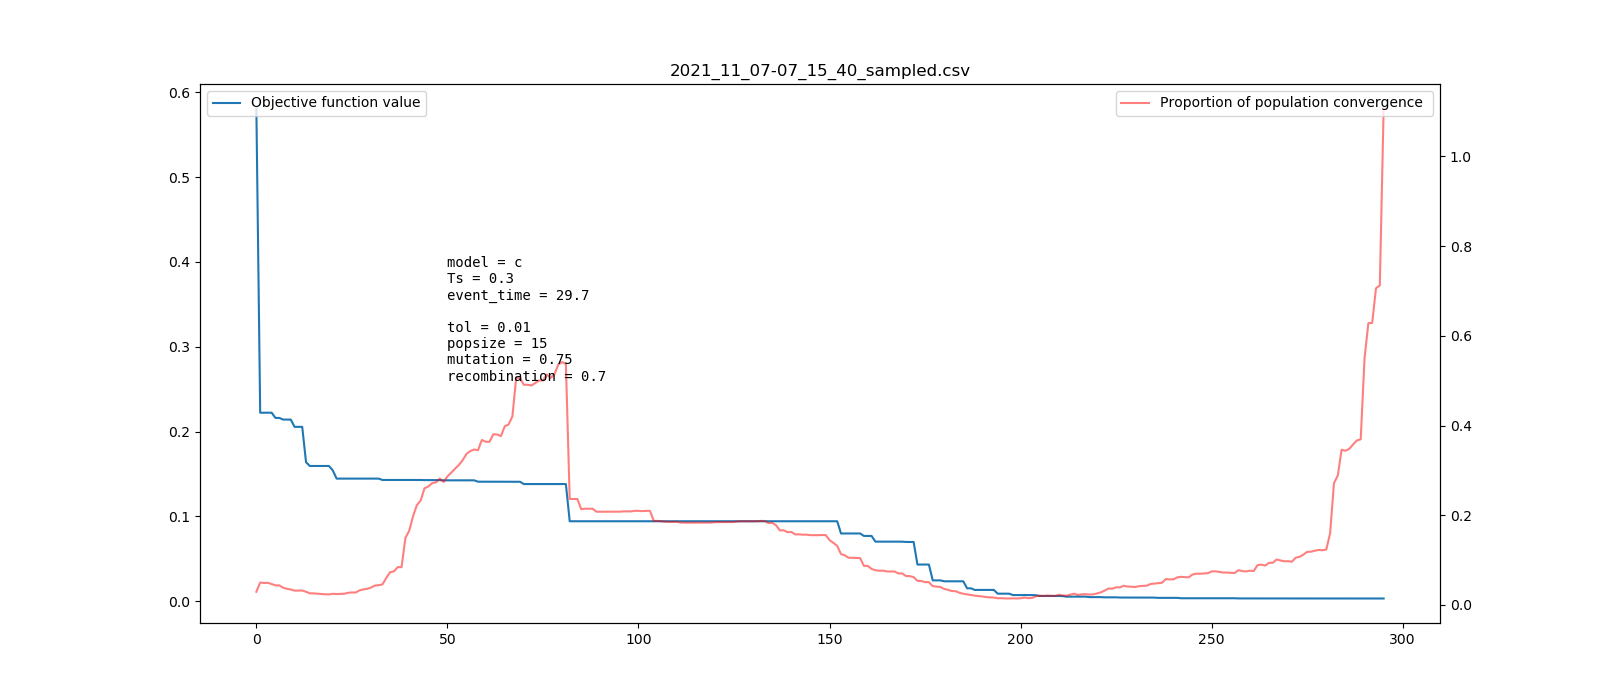 2021_11_07-07_15_40_sampled.csv
Objective function value
Proportion of population convergence
0.6
0.5
0.4
0.3
0.2
0.1
0.0
model = c
Ts = 0.3
event_time = 29.7
tol = 0.01
popsize = 15
mutation = 0.75
recombination = 0.7
1.0
0.8
0.6
0.4
0.2
0.0
0 50 100 150 200 250 300